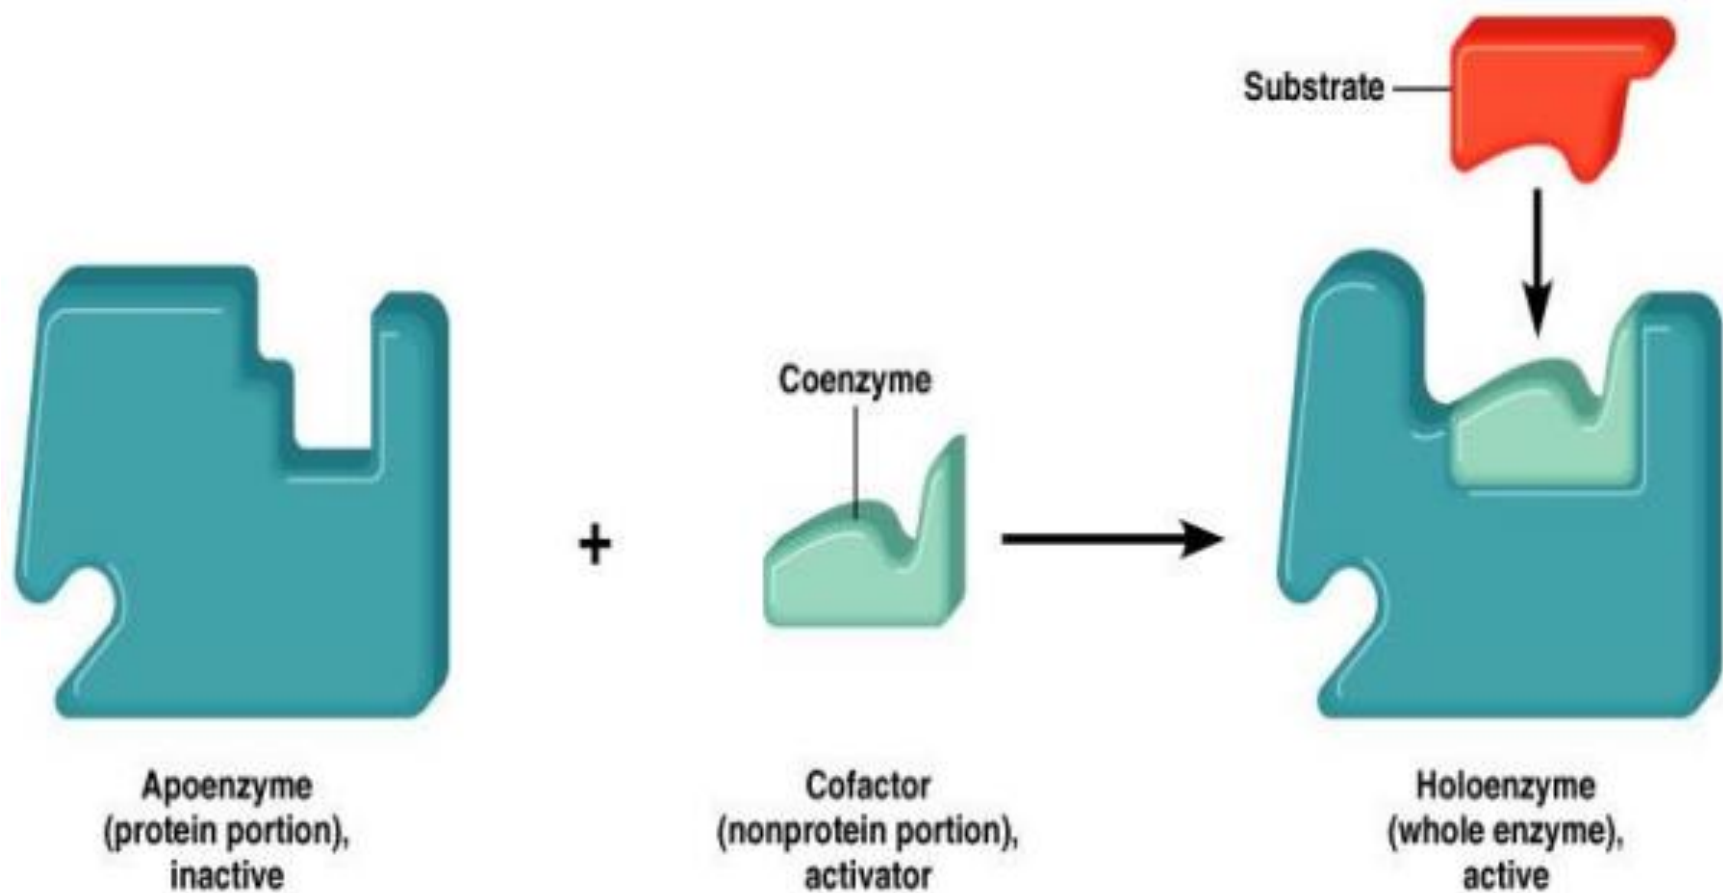 Substrate
Coenzyme
+
Apoenzyme
(protein portion),
inactive
Cofactor
(nonprotein portion),
activator
Holoenzyme
(whole enzyme),
active